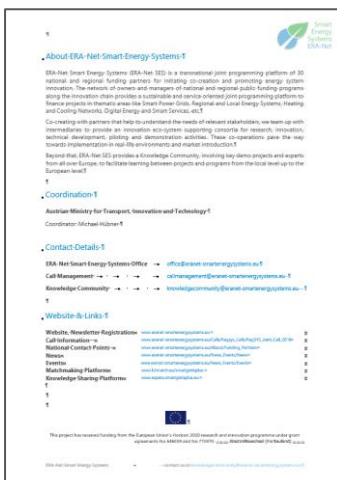 Smart
Energy
Systems
ERA-Net
About ERA-Net Smart Energy Systems¶
ERA-Net Smart Energy Systems (ERA-Net SES) is a transnational joint programming platform of 30
national and regional funding partners for initiating co-creation and promoting energy system
innovation. The network of owners and managers of national and regional public funding programs
along the innovation chain provides a sustainable and service oriented joint programming platform to
finance projects in thematic areas like Smart Power Grids, Regional and Local Energy Systems, Heating
and Cooling Networks, Digital Energy and Smart Services, etc.¶
Co-creating with partners that help to understand the needs of relevant stakeholders, we team up with
intermediaries to provide an innovation eco-system supporting consortia for research, innovation,
technical development, piloting and demonstration activities. These co-operations pave the way
towards implementation in real-life environments and market introduction.¶
Beyond that, ERA-Net SES provides a Knowledge Community, involving key demo projects and experts
from all over Europe, to facilitate learning between projects and programs from the local level up to the
European level.¶
Coordination¶
Austrian Ministry for Transport, Innovation and Technology¶
Coordinator: Michael Hübner¶
Contact Details¶
ERA-Net Smart Energy Systems Office → office@eranet-smartenergysystems.eu¶
Call Management → callmanagement@eranet-smartenergysystems.eu¶
Knowledge Community → knowledgecommunity@eranet-smartenergysystems.eu¶
Website & Links¶
Website, Newsletter Registration www.eranet-smartenergysystems.eu
Call Information
National Contact Points
News www.eranet-smartenergysystems.eu/News_Events/News
Events
Matchmaking Platform
Knowledge Sharing Platform
This project has received funding from the European Union's Horizon 2020 research and innovation programme under grant
ERA-Net Smart Energy Systems